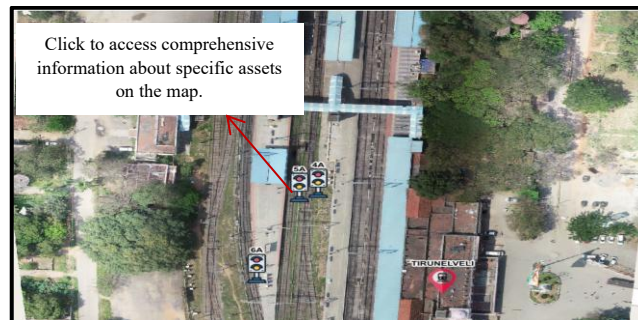 Click to access comprehensive
information about specific assets
on the map.
5A 4A
6A
TIRUNELVELI